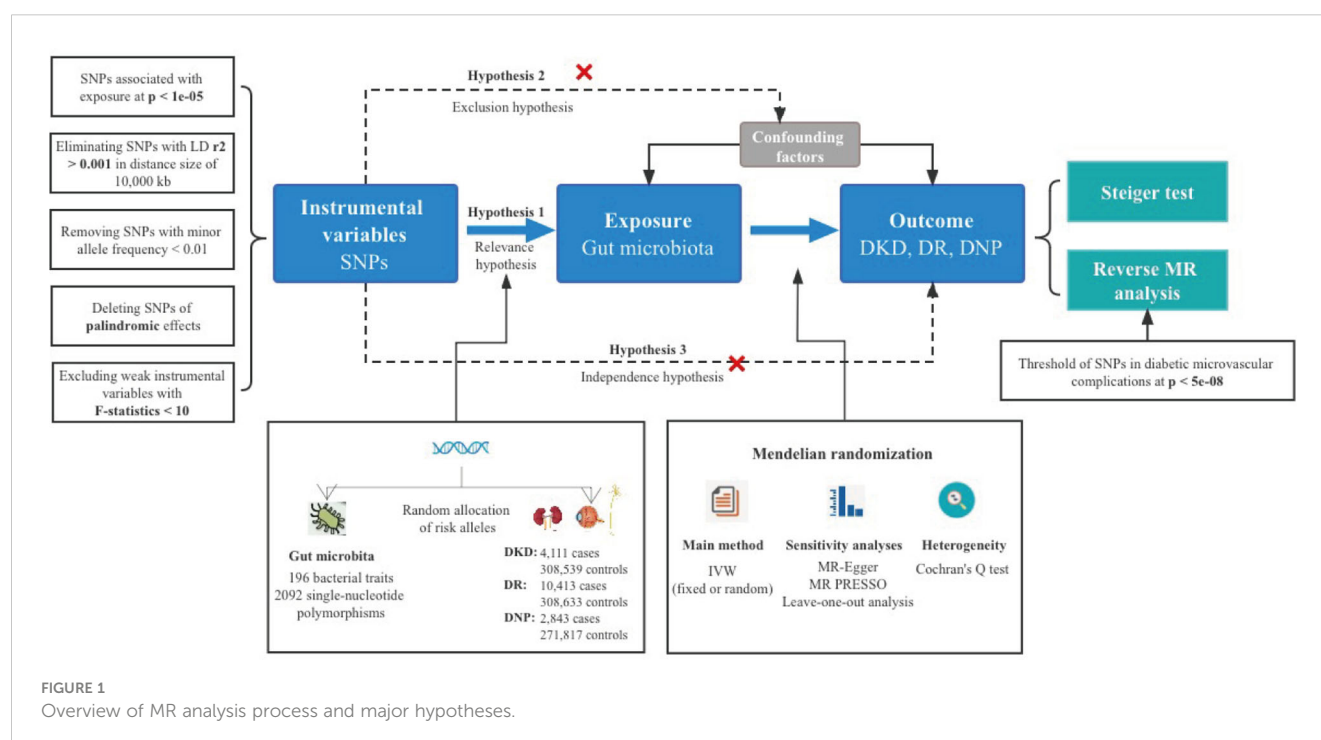 SNPs associated with
exposure at p < 1e-05
Eliminating SNPs with LD r2
> 0.001 in distance size of
10,000 kb
Removing SNPs with minor
allele frequency < 0.01
Deleting SNPs of
palindromic effects
Excluding weak instrumental
variables with
F-statistics < 10
Hypothesis 2
Exclusion hypothesis
Confounding
factors
Instrumental
variables
SNPs
Hypothesis 1
Relevance
hypothesis
Exposure
Gut microbiota
Outcome
DKD, DR, DNP
Steiger test
Reverse MR
analysis
Hypothesis 3
Independence hypothesis
Threshold of SNPs in diabetic microvascular
complications at p < 5e-08
Random allocation
of risk alleles
Gut microbita
196 bacterial traits
2092 single-nucleotide
polymorphisms
DKD: 4,111 cases
308,539 controls
DR: 10,413 cases
308,633 controls
DNP: 2,843 cases
271,817 controls
Mendelian randomization
Main method
IVW
(fixed or random)
Sensitivity analyses
MR-Egger
MR PRESSO
Leave-one-out analysis
Heterogeneity
Cochran's Q test
FIGURE 1
Overview of MR analysis process and major hypotheses.